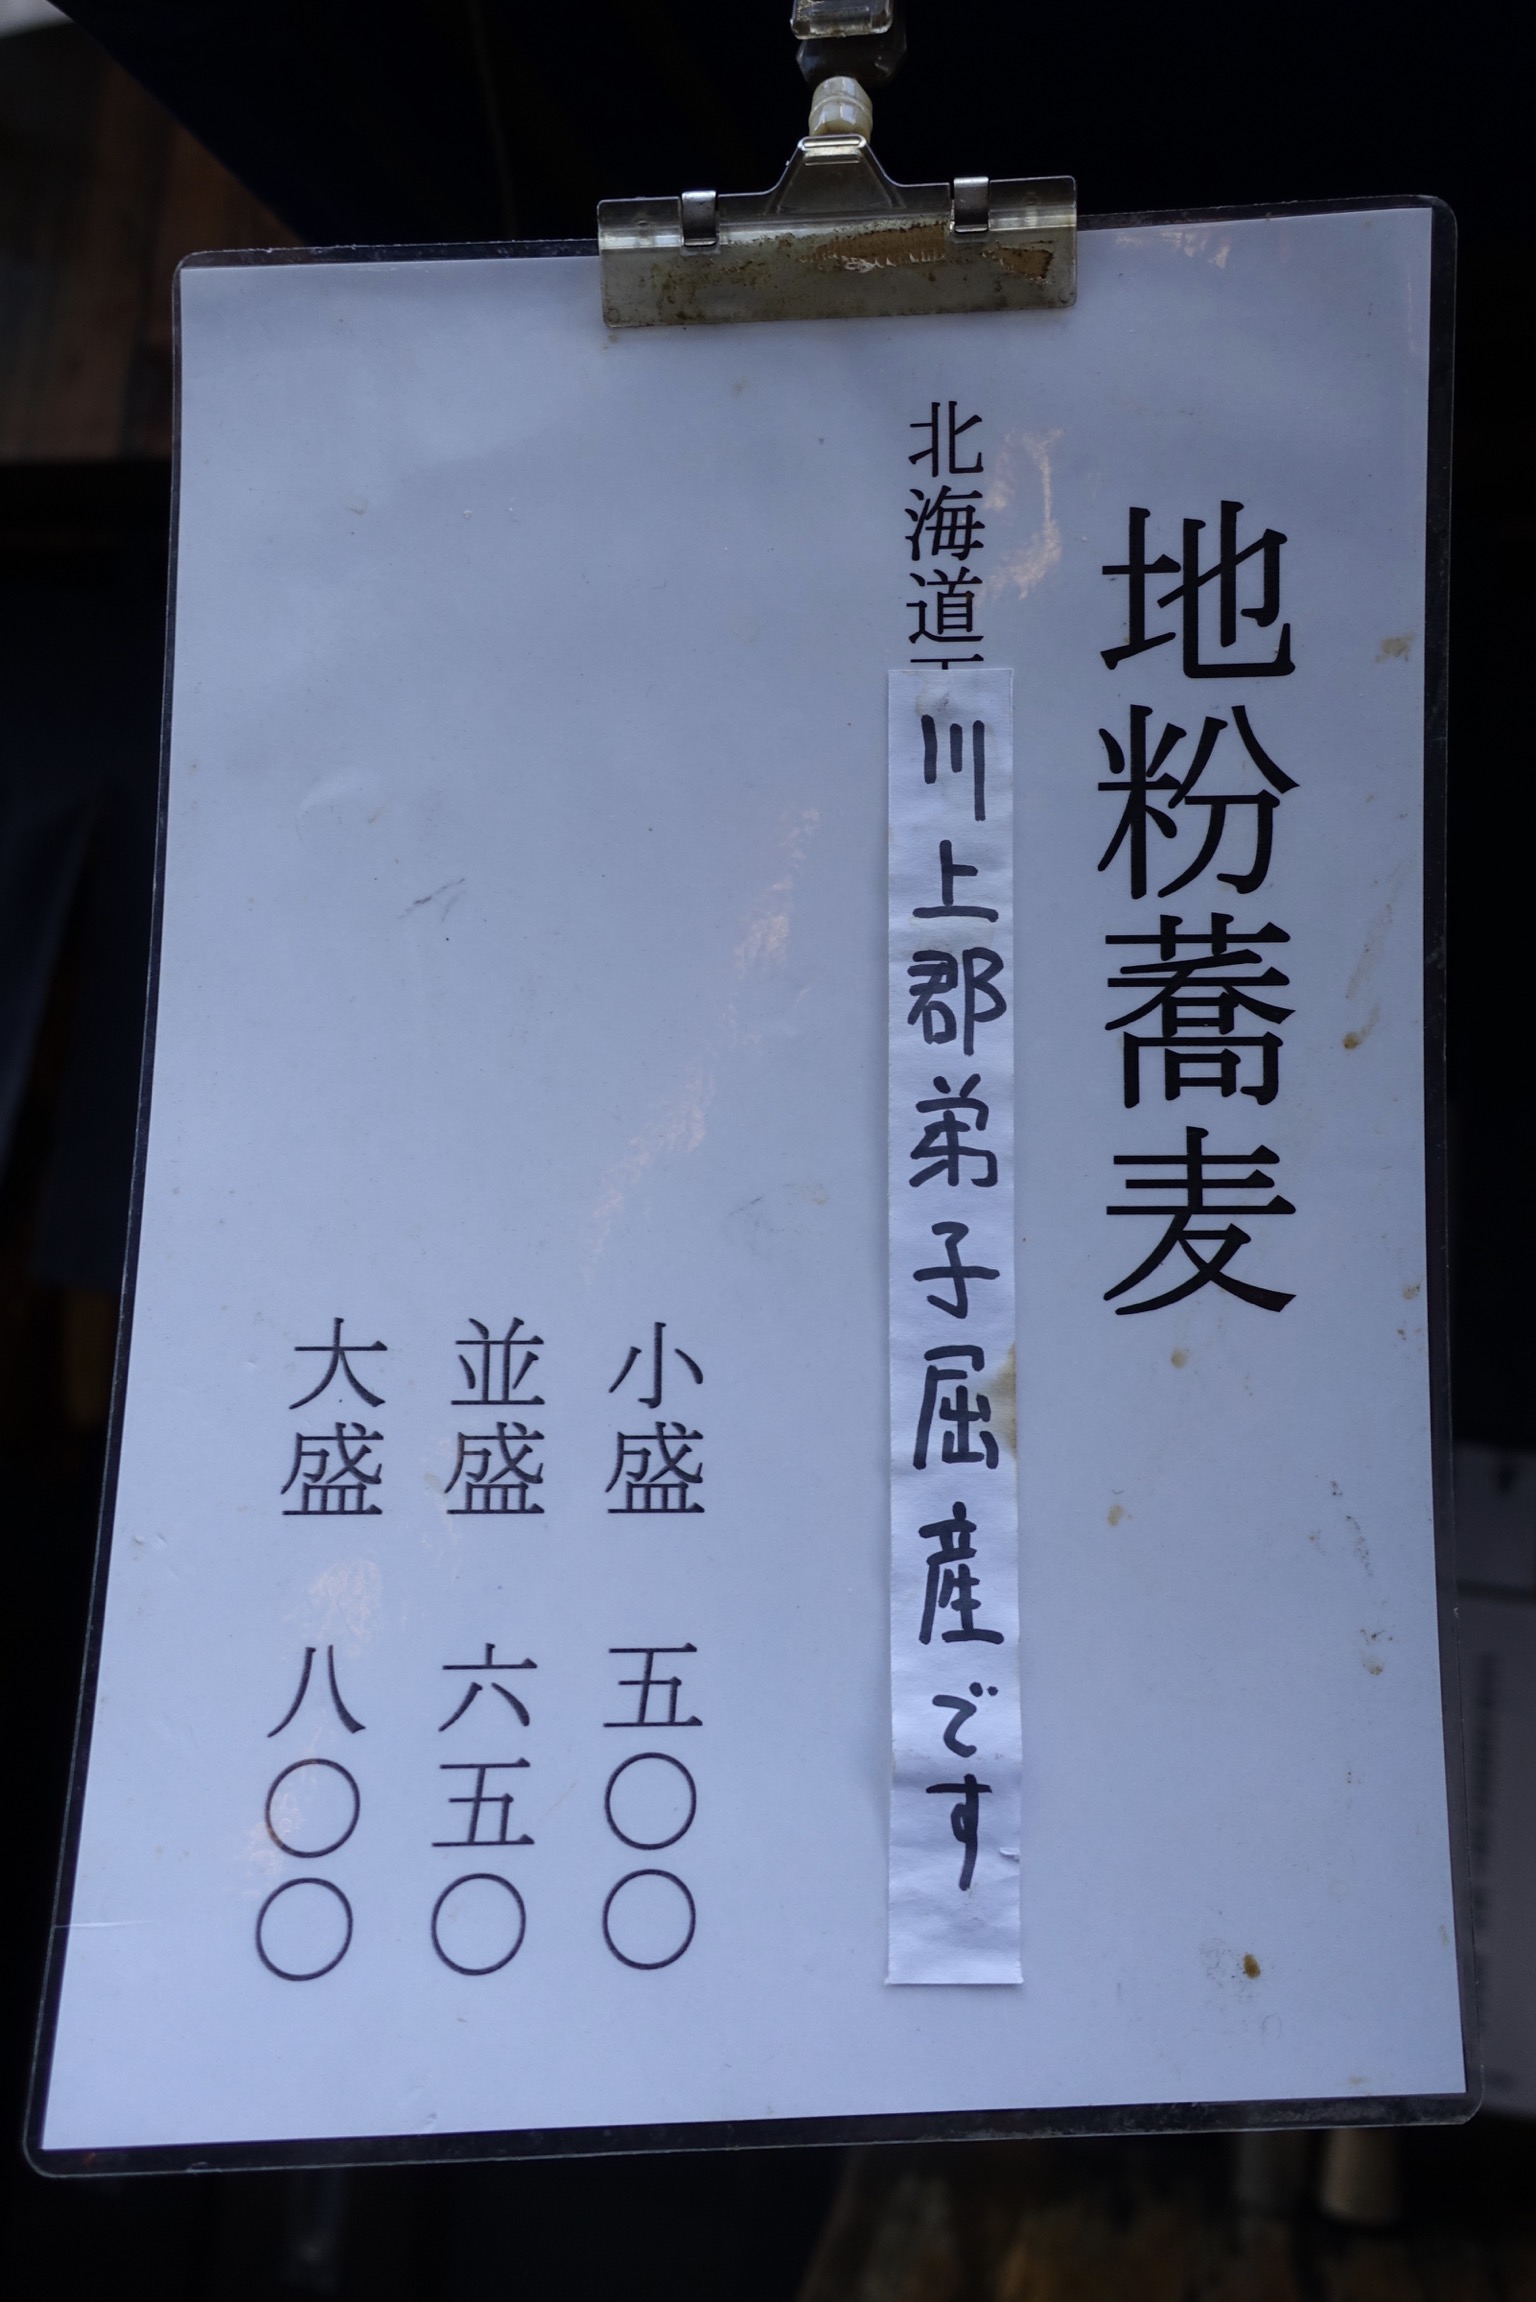 地粉蕎麦
北海道川上郡弟子屈産です
小盛 五〇〇
並盛 六五〇
大盛 八〇〇